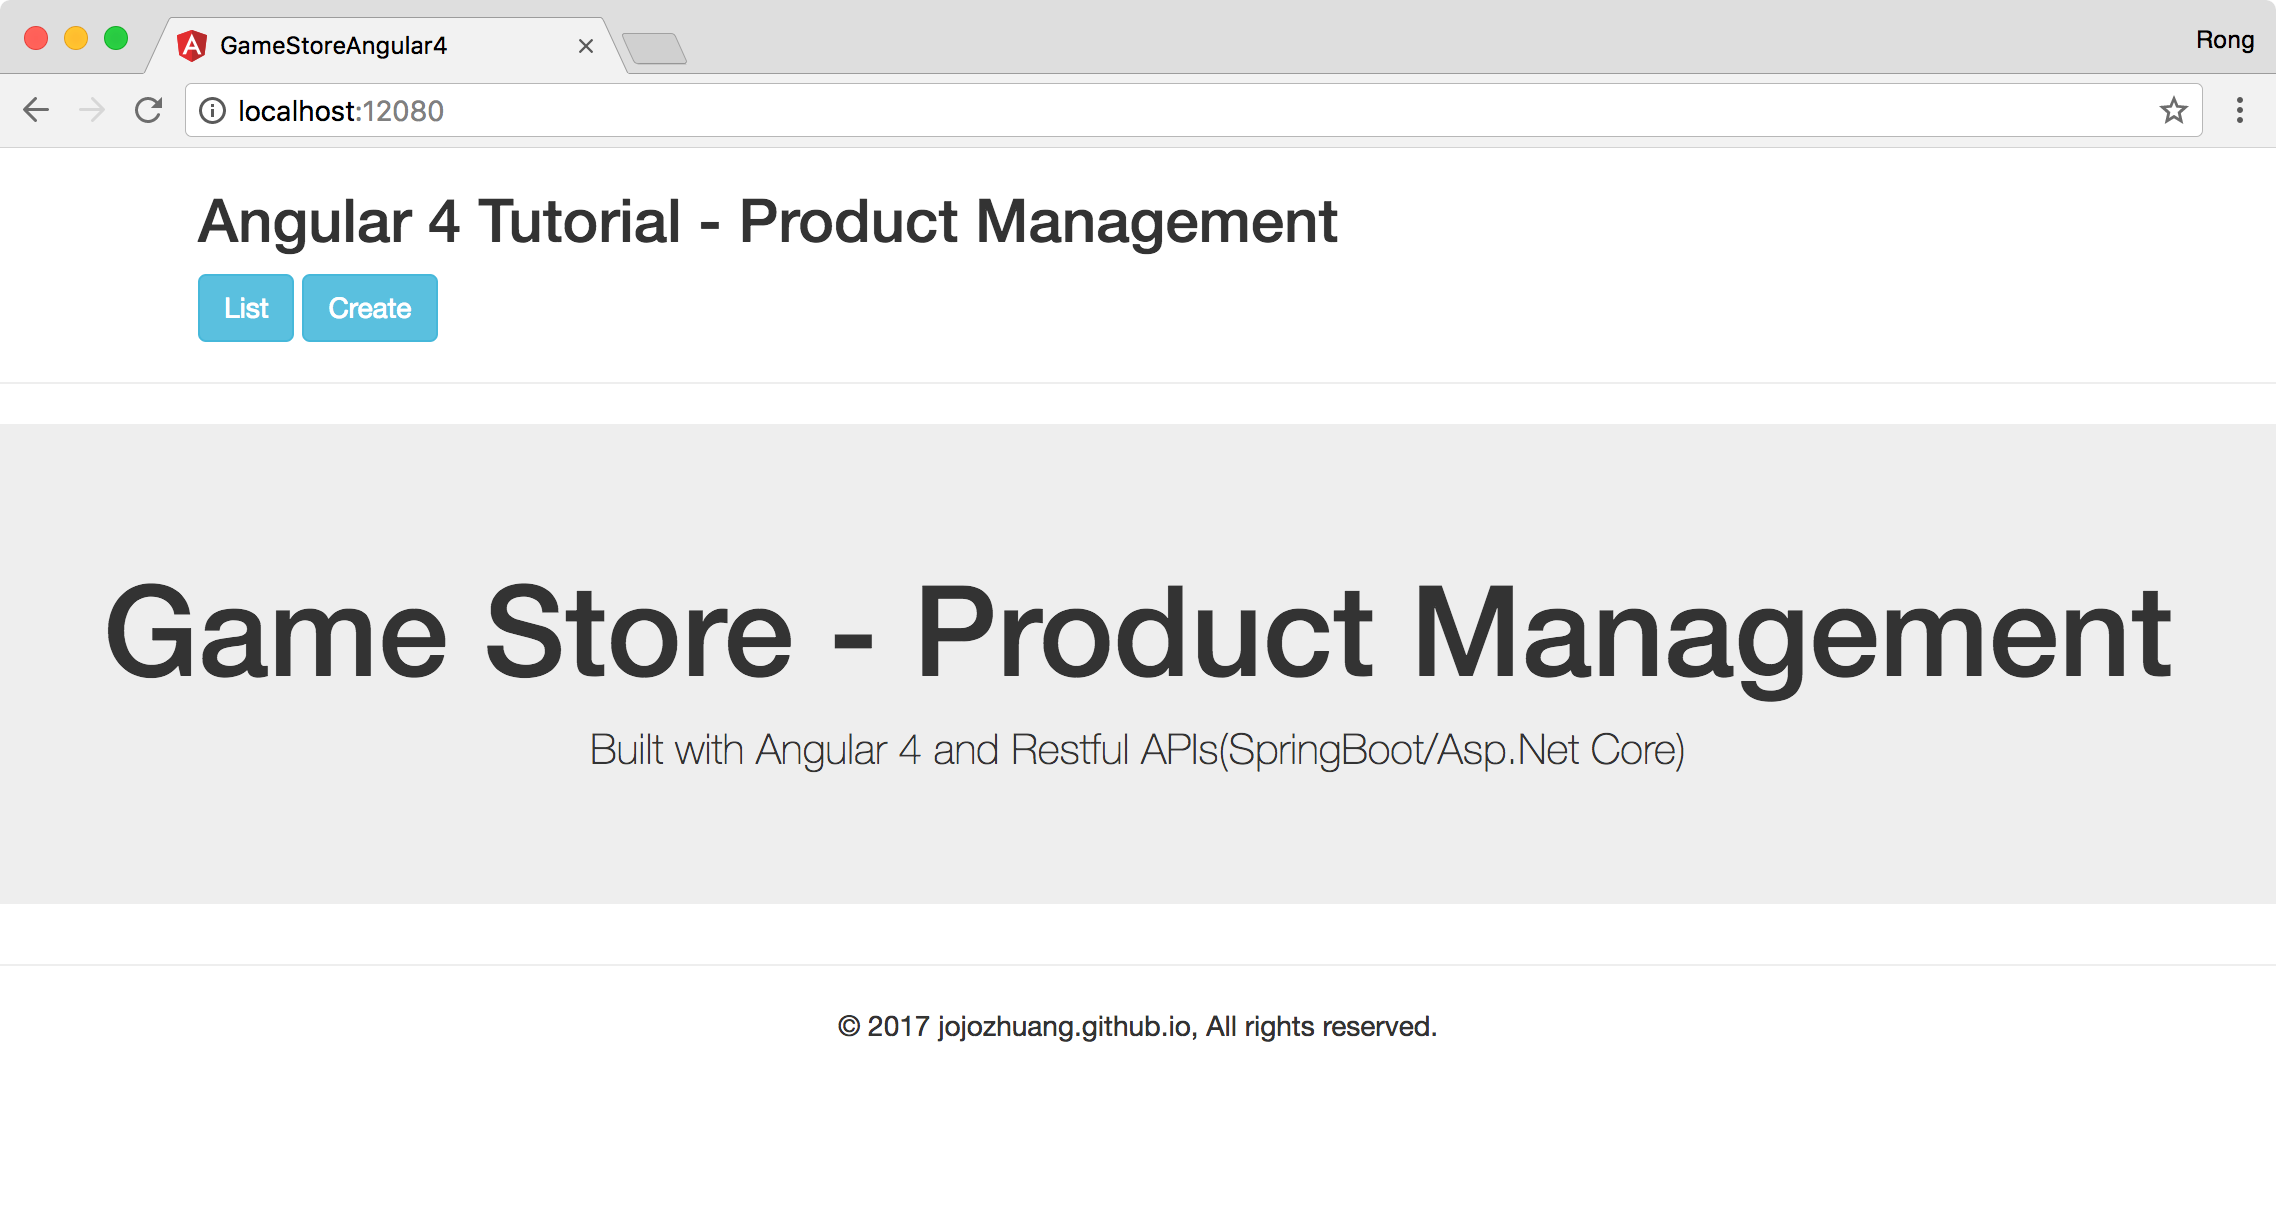 GameStoreAngular4
Rong
localhost:12080
Angular 4 Tutorial - Product Management
List Create
Game Store - Product Management
Built with Angular 4 and Restful APIs(SpringBoot/Asp.Net Core)
© 2017 jojozhuang.github.io, All rights reserved.